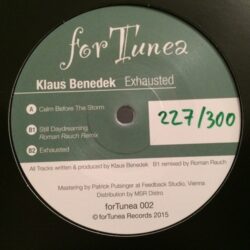 forTunea
Klaus Benedek Exhausted
A Calm Before The Storm
B1 Still Daydreaming
Roman Rauch Remix
B2 Exhausted
227/300
All Tracks written & produced by Klaus Benedek B1 remixed by Roman Rauch
Mastering by Patrick Pulsinger at Feedback Studio, Vienna
Distribution by MSR Distro
forTunea 002
© forTunea Records 2015